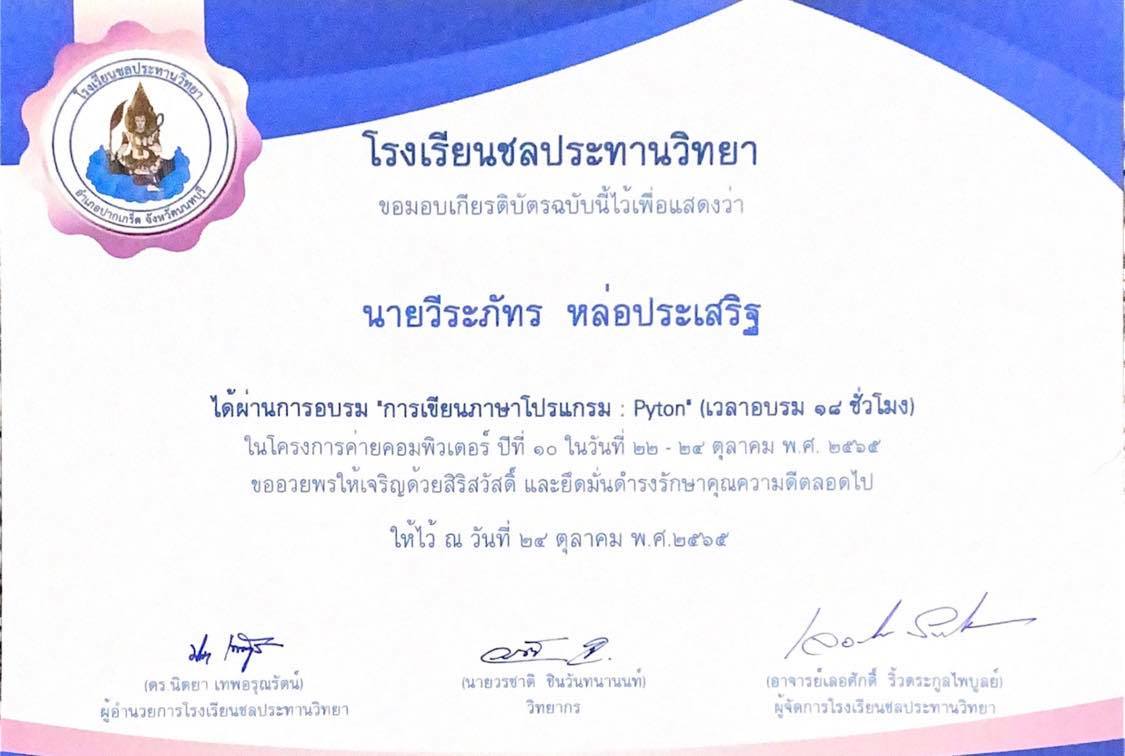 โรงเรียนชลประทานวิทยา
อำเภอปากเกร็ด จังหวัดนนทบุรี
โรงเรียนชลประทานวิทยา
ขอมอบเกียรติบัตรฉบับนี้ไว้เพื่อแสดงว่า
นายวีระภัทร หล่อประเสริฐ
ได้ผ่านการอบรม "การเขียนภาษาโปรแกรม : Pyton" (เวลาอบรม ๑๘ ชั่วโมง)
ในโครงการค่ายคอมพิวเตอร์ ปีที่ ๑๐ ในวันที่ ๒๒ - ๒๔ ตุลาคม พ.ศ. ๒๕๖๕
ขออวยพรให้เจริญด้วยสิริสวัสดิ์ และยึดมั่นดำรงรักษาคุณความดีตลอดไป
ให้ไว้ ณ วันที่ ๒๔ ตุลาคม พ.ศ.๒๕๖๕
(ดร.นิตยา เทพอรุณรัตน์) (นายวรชาติ ชินวันทนานนท์) (อาจารย์เลอศักดิ์ ริ้วตระกูลไพบูลย์)
ผู้อำนวยการโรงเรียนชลประทานวิทยา วิทยากร ผู้จัดการโรงเรียนชลประทานวิทยา